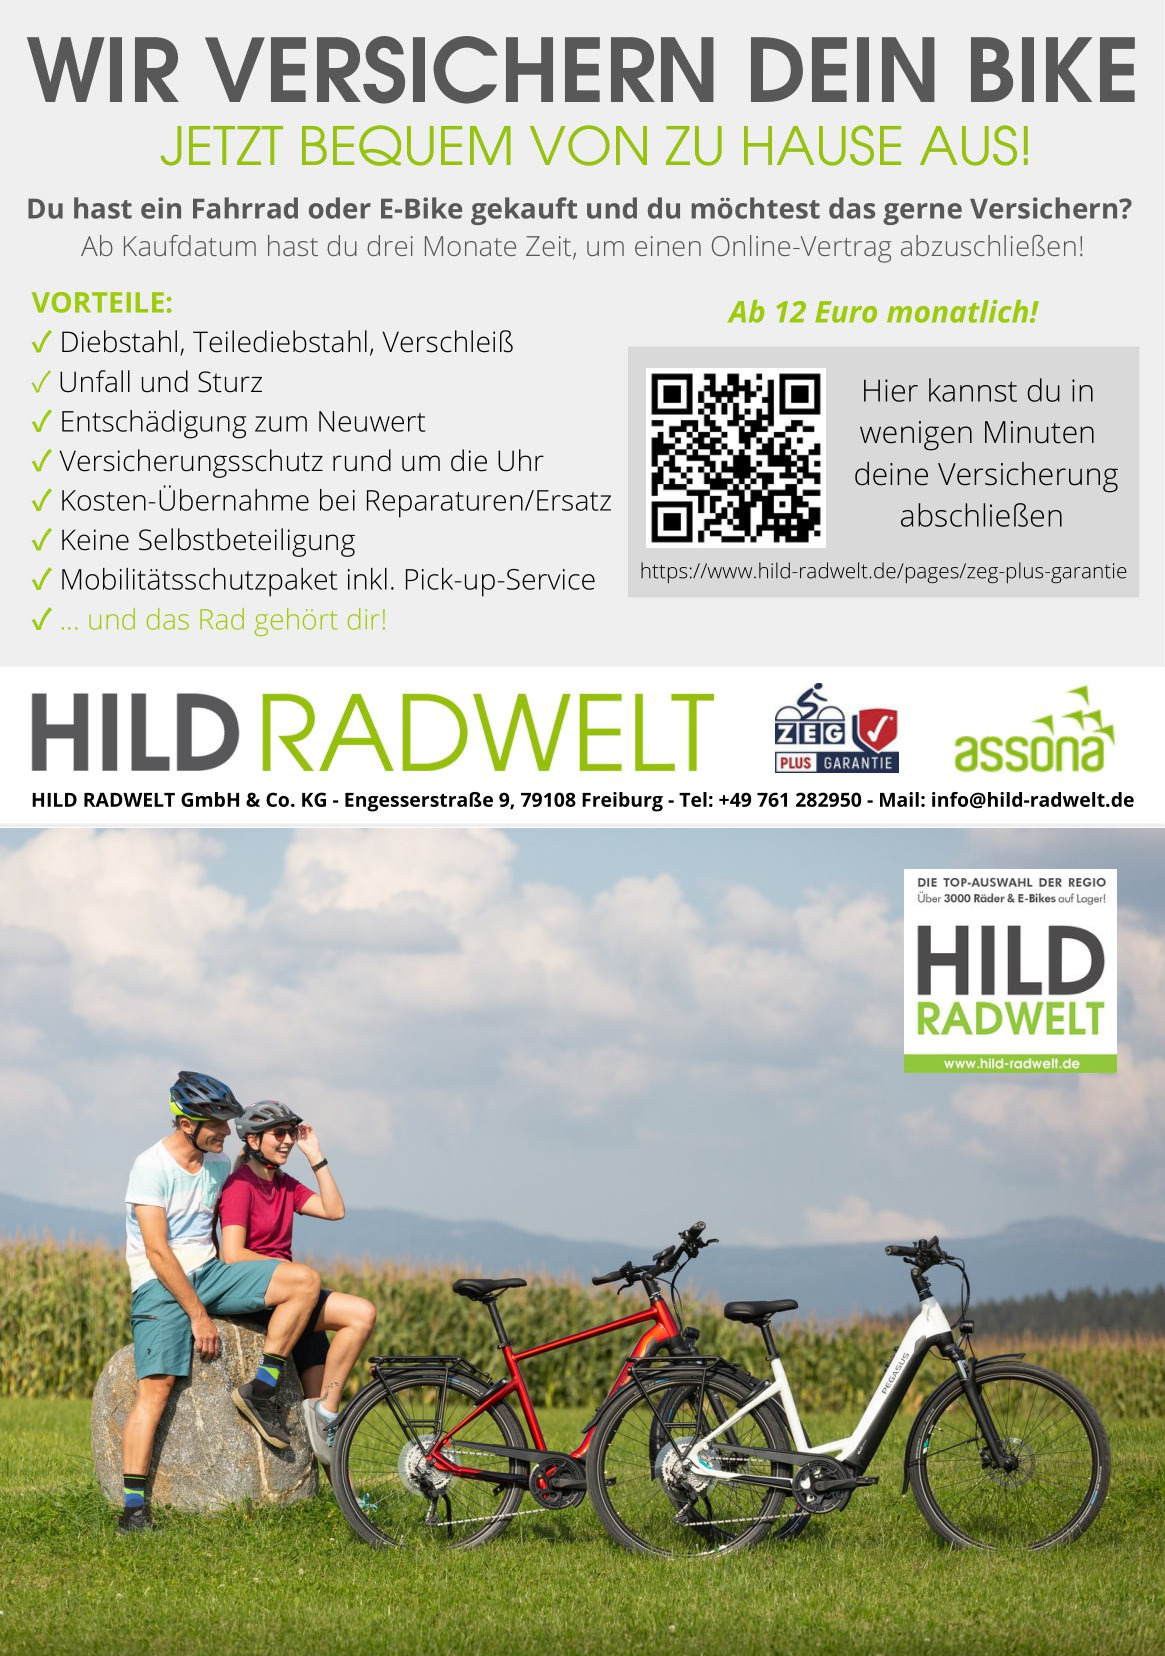 WIR VERSICHERN DEIN BIKE
JETZT BEQUEM VON ZU HAUSE AUS!
Du hast ein Fahrrad oder E-Bike gekauft und du möchtest das gerne Versichern?
Ab Kaufdatum hast du drei Monate Zeit, um einen Online-Vertrag abzuschließen!
VORTEILE:
✓ Diebstahl, Teilediebstahl, Verschleiß
✓ Unfall und Sturz
✓ Entschädigung zum Neuwert
✓ Versicherungsschutz rund um die Uhr
✓ Kosten-Übernahme bei Reparaturen/Ersatz
✓ Keine Selbstbeteiligung
✓ Mobilitätsschutzpaket inkl. Pick-up-Service
✓ ... und das Rad gehört dir!
Ab 12 Euro monatlich!
Hier kannst du in
wenigen Minuten
deine Versicherung
abschließen
https://www.hild-radwelt.de/pages/zeg-plus-garantie
HILD RADWELT
ZEG
PLUS GARANTIE
assona
HILD RADWELT GmbH & Co. KG - Engesserstraße 9, 79108 Freiburg - Tel: +49 761 282950 - Mail: info@hild-radwelt.de
DIE TOP-AUSWAHL DER REGIO
Über 3000 Räder & E-Bikes auf Lager!
HILD
RADWELT
www.hild-radwelt.de
PEGASUS